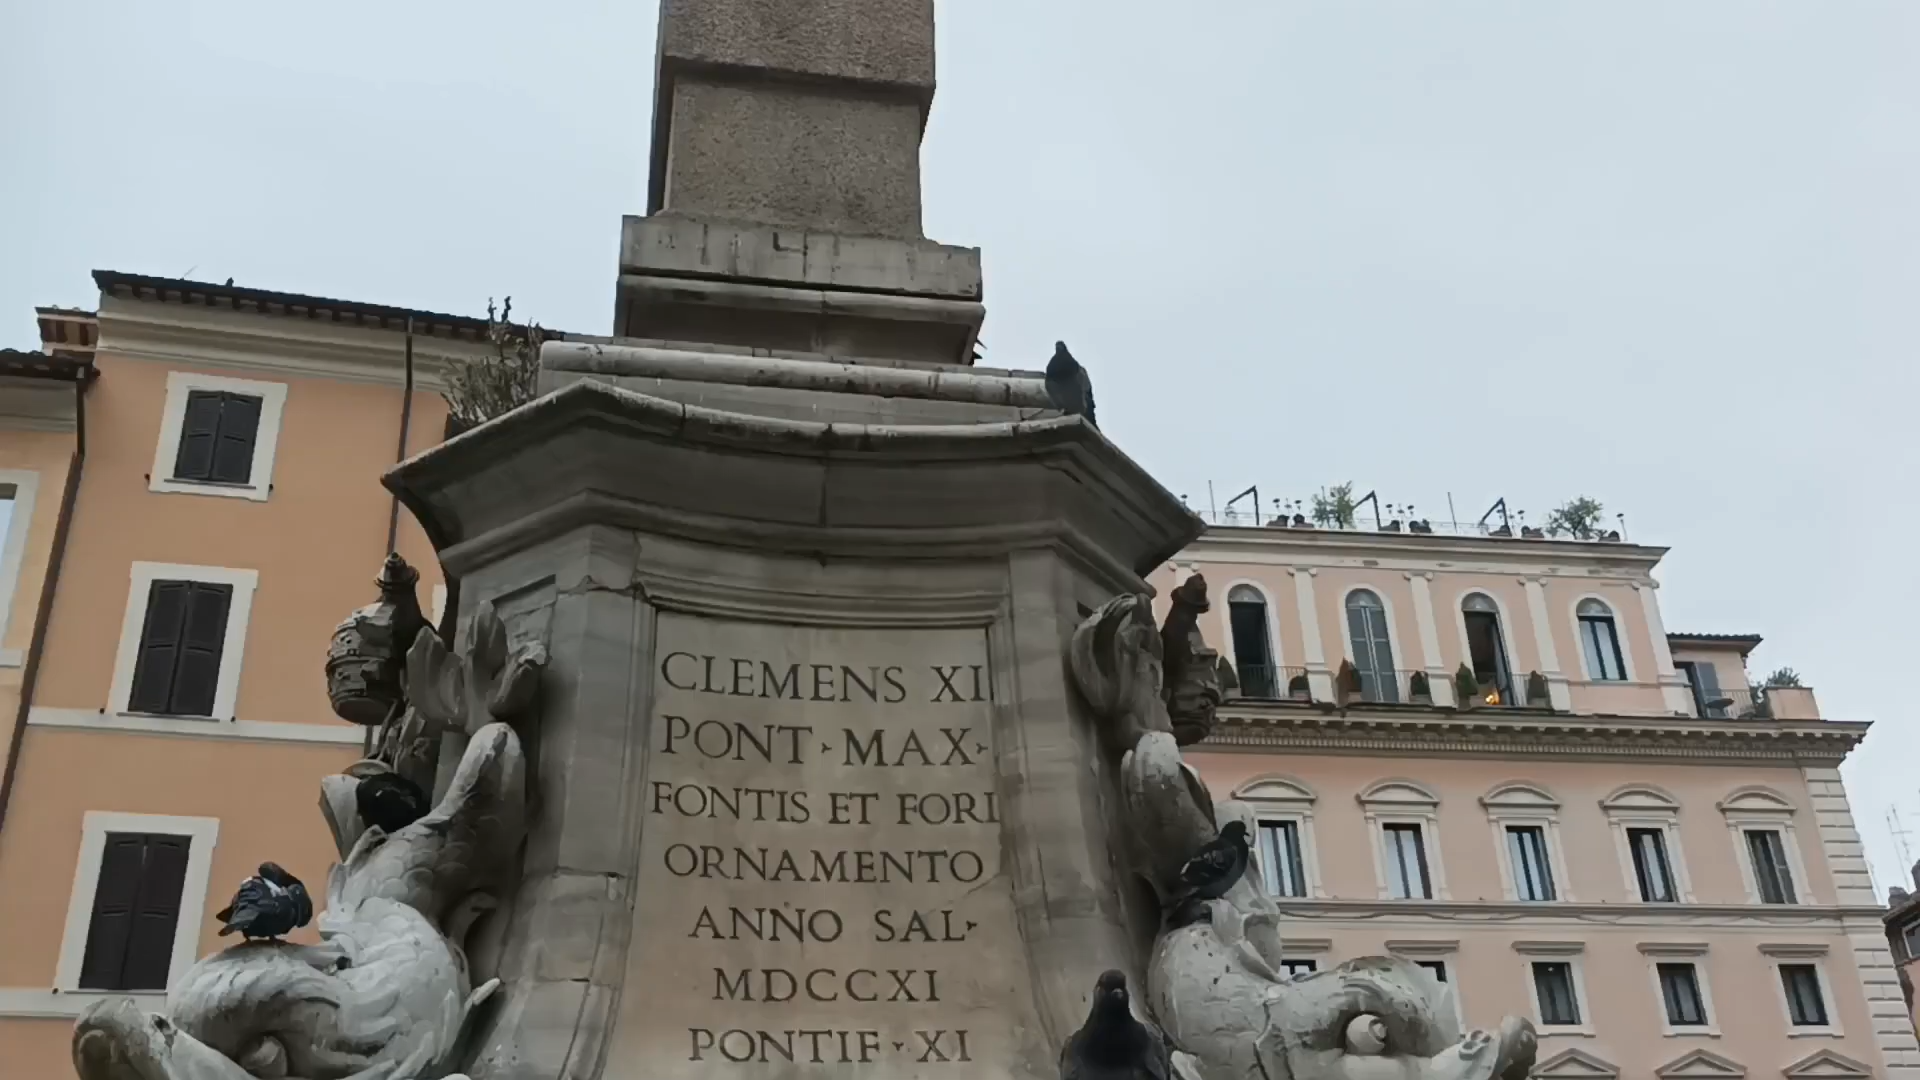 CLEMENS XI
PONT · MAX ·
FONTIS ET FORI
ORNAMENTO
ANNO SAL ·
MDCCXI
PONTIF · XI